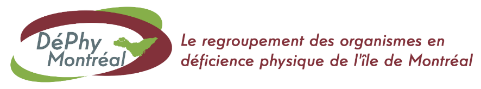 DéPhy
Montréal
Le regroupement des organismes en
déficience physique de l'île de Montréal